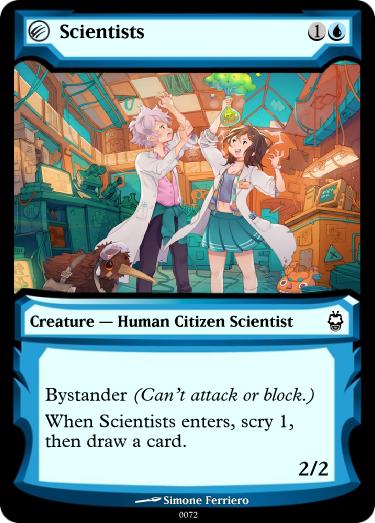 Scientists
1
Creature — Human Citizen Scientist
Bystander (Can't attack or block.)
When Scientists enters, scry 1,
then draw a card.
2/2
Simone Ferriero
0072